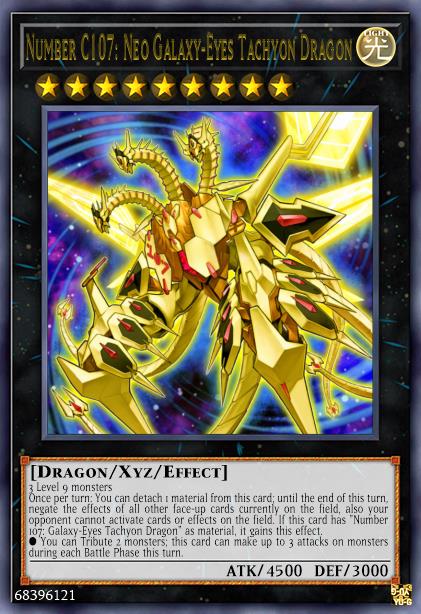 Number C107: Neo Galaxy-Eyes Tachyon Dragon
LIGHT
光
[Dragon/Xyz/Effect]
3 Level 9 monsters
Once per turn: You can detach 1 material from this card; until the end of this turn,
negate the effects of all other face-up cards currently on the field, also your
opponent cannot activate cards or effects on the field. If this card has "Number
107: Galaxy-Eyes Tachyon Dragon" as material, it gains this effect.
● You can Tribute 2 monsters; this card can make up to 3 attacks on monsters
during each Battle Phase this turn.
ATK/4500 DEF/3000
68396121